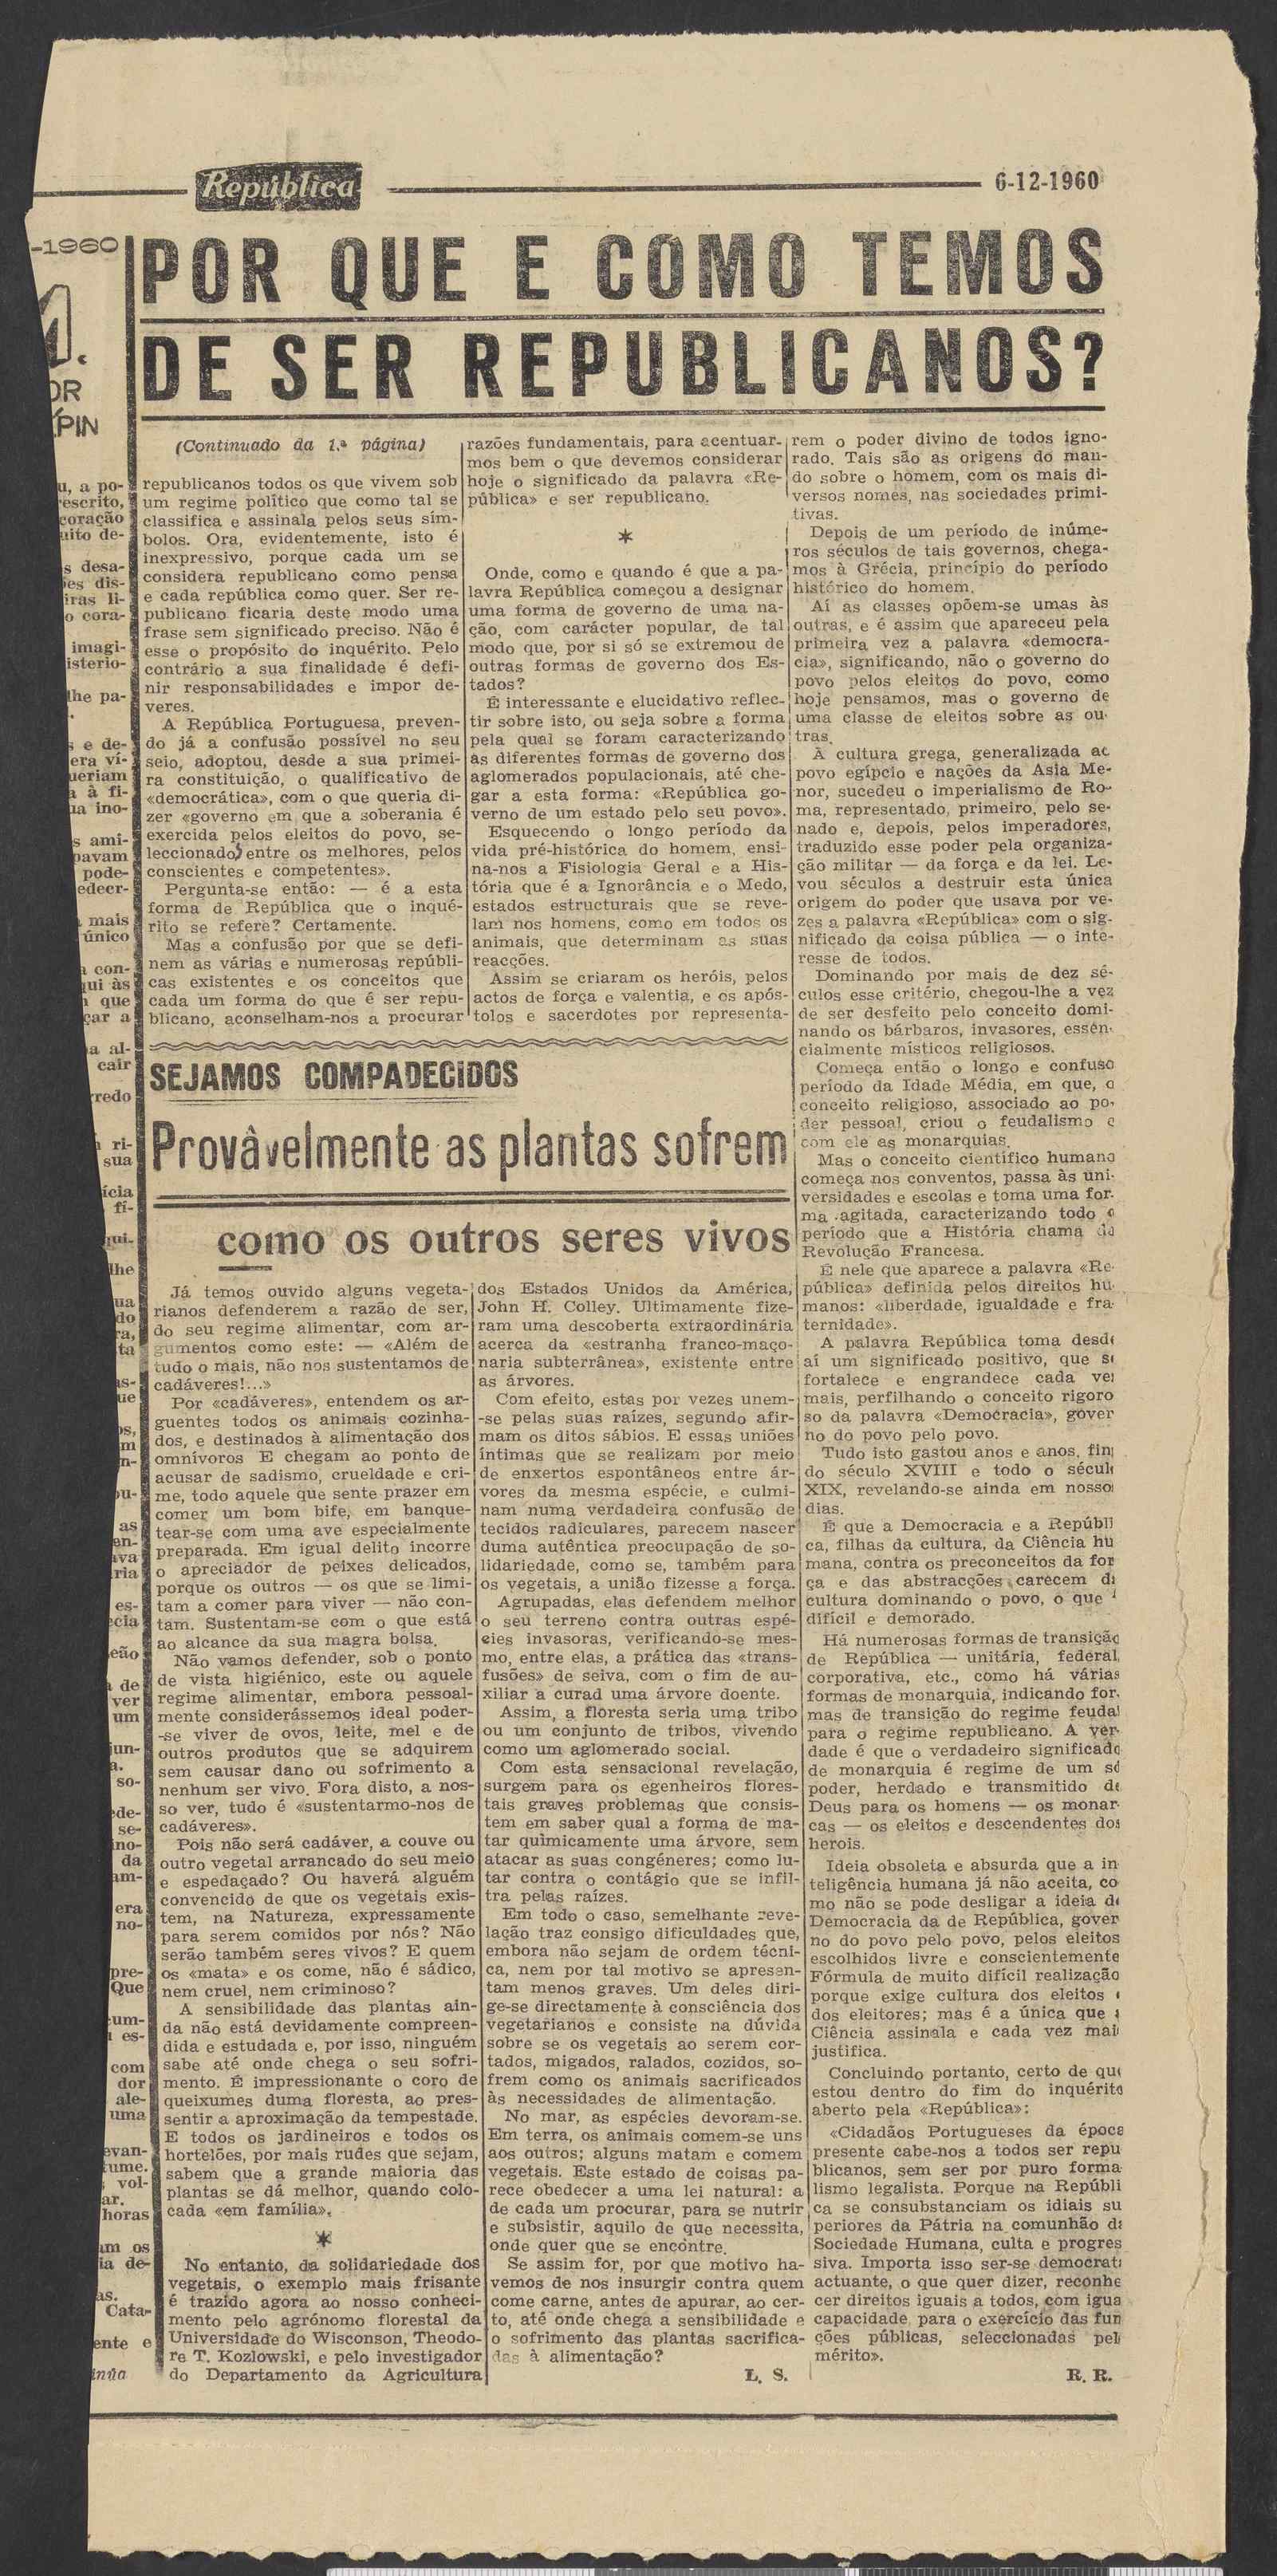 República
6-12-1960
POR QUE E COMO TEMOS
DE SER REPUBLICANOS?
(Continuado da 1.ª página)
republicanos todos os que vivem sob
um regime político que como tal se
classifica e assinala pelos seus sím-
bolos. Ora, evidentemente, isto é
inexpressivo, porque cada um se
considera republicano como pensa
e cada república como quer. Ser re-
publicano ficaria deste modo uma
frase sem significado preciso. Não é
esse o propósito do inquérito. Pelo
contrário a sua finalidade é defi-
nir responsabilidades e impor de-
veres.
A República Portuguesa, preven-
do já a confusão possível no seu
seio, adoptou, desde a sua primei-
ra constituição, o qualificativo de
«democrática», com o que queria di-
zer «governo em que a soberania é
exercida pelos eleitos do povo, se-
leccionados entre os melhores, pelos
conscientes e competentes».
Pergunta-se então: — é a esta
forma de República que o inqué-
rito se refere? Certamente.
Mas a confusão por que se defi-
nem as várias e numerosas repúbli-
cas existentes e os conceitos que
cada um forma do que é ser repu-
blicano, aconselham-nos a procurar
razões fundamentais, para acentuar-
mos bem o que devemos considerar
hoje o significado da palavra «Re-
pública» e ser republicano.
*
Onde, como e quando é que a pa-
lavra República começou a designar
uma forma de governo de uma na-
ção, com carácter popular, de tal
modo que, por si só se extremou de
outras formas de governo dos Es-
tados?
É interessante e elucidativo reflec-
tir sobre isto, ou seja sobre a forma
pela qual se foram caracterizando
as diferentes formas de governo dos
aglomerados populacionais, até che-
gar a esta forma: «República go-
verno de um estado pelo seu povo».
Esquecendo o longo período da
vida pré-histórica do homem, ensi-
na-nos a Fisiologia Geral e a His-
tória que é a Ignorância e o Medo,
estados estructurais que se reve-
lam nos homens, como em todos os
animais, que determinam as suas
reacções.
Assim se criaram os heróis, pelos
actos de força e valentia, e os após-
tolos e sacerdotes por representa-
rem o poder divino de todos igno-
rado. Tais são as origens do man-
do sobre o homem, com os mais di-
versos nomes, nas sociedades primi-
tivas.
Depois de um período de inúme-
ros séculos de tais governos, chega-
mos à Grécia, princípio do período
histórico do homem.
Aí as classes opõem-se umas às
outras, e é assim que apareceu pela
primeira vez a palavra «democra-
cia», significando, não o governo do
povo pelos eleitos do povo, como
hoje pensamos, mas o governo de
uma classe de eleitos sobre as ou-
tras.
À cultura grega, generalizada ac
povo egípcio e nações da Asia Me-
nor, sucedeu o imperialismo de Ro-
ma, representado, primeiro, pelo se-
nado e, depois, pelos imperadores,
traduzido esse poder pela organiza-
ção militar — da força e da lei. Le-
vou séculos a destruir esta única
origem do poder que usava por ve-
zes a palavra «República» com o sig-
nificado da coisa pública — o inte-
resse de todos.
Dominando por mais de dez sé-
culos esse critério, chegou-lhe a vez
de ser desfeito pelo conceito domi-
nando os bárbaros, invasores, essên-
cialmente místicos religiosos.
Começa então o longo e confuso
período da Idade Média, em que, o
conceito religioso, associado ao po-
der pessoal, criou o feudalismo e
com ele as monarquias.
Mas o conceito científico humano
começa nos conventos, passa às uni-
versidades e escolas e toma uma for-
ma agitada, caracterizando todo o
período que a História chama da
Revolução Francesa.
É nele que aparece a palavra «Re-
pública» definida pelos direitos hu-
manos: «liberdade, igualdade e fra-
ternidade».
A palavra República toma desde
aí um significado positivo, que se
fortalece e engrandece cada vez
mais, perfilhando o conceito rigoro
so da palavra «Democracia», gover
no do povo pelo povo.
Tudo isto gastou anos e anos, fim
do século XVIII e todo o século
XIX, revelando-se ainda em nossos
dias.
É que a Democracia e a Repúbli
ca, filhas da cultura, da Ciência hu
mana, contra os preconceitos da for
ça e das abstracções carecem da
cultura dominando o povo, o que
difícil e demorado.
Há numerosas formas de transição
de República — unitária, federal,
corporativa, etc., como há várias
formas de monarquia, indicando for-
mas de transição do regime feudal
para o regime republicano. A ver-
dade é que o verdadeiro significado
de monarquia é regime de um só
poder, herdado e transmitido de
Deus para os homens — os monar-
cas — os eleitos e descendentes dos
herois.
Ideia obsoleta e absurda que a in
teligência humana já não aceita, co
mo não se pode desligar a ideia de
Democracia da de República, gover
no do povo pelo povo, pelos eleitos
escolhidos livre e conscientemente
Fórmula de muito difícil realização
porque exige cultura dos eleitos
dos eleitores; mas é a única que a
Ciência assinala e cada vez mais
justifica.
Concluindo portanto, certo de que
estou dentro do fim do inquérito
aberto pela «República»:
«Cidadãos Portugueses da época
presente cabe-nos a todos ser repu
blicanos, sem ser por puro forma-
lismo legalista. Porque na Repúbli
ca se consubstanciam os idiais su
periores da Pátria na comunhão da
Sociedade Humana, culta e progres
siva. Importa isso ser-se democrata
actuante, o que quer dizer, reconhe
cer direitos iguais a todos, com igua
capacidade, para o exercício das fun
ções públicas, seleccionadas pelo
mérito».
R. R.
SEJAMOS COMPADECIDOS
Provàvelmente as plantas sofrem
como os outros seres vivos
Já temos ouvido alguns vegeta-
rianos defenderem a razão de ser,
do seu regime alimentar, com ar-
gumentos como este: — «Além de
tudo o mais, não nos sustentamos de
cadáveres!...»
Por «cadáveres», entendem os ar-
guentes todos os animais cozinha-
dos, e destinados à alimentação dos
omnívoros E chegam ao ponto de
acusar de sadismo, crueldade e cri-
me, todo aquele que sente prazer em
comer um bom bife, em banque-
tear-se com uma ave especialmente
preparada. Em igual delito incorre
o apreciador de peixes delicados,
porque os outros — os que se limi-
tam a comer para viver — não con-
tam. Sustentam-se com o que está
ao alcance da sua magra bolsa.
Não vamos defender, sob o ponto
de vista higiénico, este ou aquele
regime alimentar, embora pessoal-
mente considerássemos ideal poder-
-se viver de ovos, leite, mel e de
outros produtos que se adquirem
sem causar dano ou sofrimento a
nenhum ser vivo. Fora disto, a nos-
so ver, tudo é «sustentarmo-nos de
cadáveres».
Pois não será cadáver, a couve ou
outro vegetal arrancado do seu meio
e espedaçado? Ou haverá alguém
convencido de que os vegetais exis-
tem, na Natureza, expressamente
para serem comidos por nós? Não
serão também seres vivos? E quem
os «mata» e os come, não é sádico,
nem cruel, nem criminoso?
A sensibilidade das plantas ain-
da não está devidamente compreen-
dida e estudada e, por isso, ninguém
sabe até onde chega o seu sofri-
mento. É impressionante o coro de
queixumes duma floresta, ao pres-
sentir a aproximação da tempestade.
E todos os jardineiros e todos os
hortelões, por mais rudes que sejam,
sabem que a grande maioria das
plantas se dá melhor, quando colo-
cada «em família».
*
No entanto, da solidariedade dos
vegetais, o exemplo mais frisante
é trazido agora ao nosso conheci-
mento pelo agrónomo florestal da
Universidade do Wisconson, Theodo-
re T. Kozlowski, e pelo investigador
do Departamento da Agricultura
dos Estados Unidos da América,
John H. Colley. Ultimamente fize-
ram uma descoberta extraordinária
acerca da «estranha franco-maço-
naria subterrânea», existente entre
as árvores.
Com efeito, estas por vezes unem-
-se pelas suas raízes, segundo afir-
mam os ditos sábios. E essas uniões
íntimas que se realizam por meio
de enxertos espontâneos entre ár-
vores da mesma espécie, e culmi-
nam numa verdadeira confusão de
tecidos radiculares, parecem nascer
duma autêntica preocupação de so-
lidariedade, como se, também para
os vegetais, a união fizesse a força.
Agrupadas, elas defendem melhor
o seu terreno contra outras espé-
cies invasoras, verificando-se mes-
mo, entre elas, a prática das «trans-
fusões» de seiva, com o fim de au-
xiliar a curad uma árvore doente.
Assim, a floresta seria uma tribo
ou um conjunto de tribos, vivendo
como um aglomerado social.
Com esta sensacional revelação,
surgem para os egenheiros flores-
tais graves problemas que consis-
tem em saber qual a forma de ma-
tar quìmicamente uma árvore, sem
atacar as suas congéneres; como lu-
tar contra o contágio que se infil-
tra pelas raízes.
Em todo o caso, semelhante reve-
lação traz consigo dificuldades que,
embora não sejam de ordem técni-
ca, nem por tal motivo se apresen-
tam menos graves. Um deles diri-
ge-se directamente à consciência dos
vegetarianos e consiste na dúvida
sobre se os vegetais ao serem cor-
tados, migados, ralados, cozidos, so-
frem como os animais sacrificados
às necessidades de alimentação.
No mar, as espécies devoram-se.
Em terra, os animais comem-se uns
aos outros; alguns matam e comem
vegetais. Este estado de coisas pa-
rece obedecer a uma lei natural: a
de cada um procurar, para se nutrir
e subsistir, aquilo de que necessita,
onde quer que se encontre.
Se assim for, por que motivo ha-
vemos de nos insurgir contra quem
come carne, antes de apurar, ao cer-
to, até onde chega a sensibilidade e
o sofrimento das plantas sacrifica-
das à alimentação?
L. S.